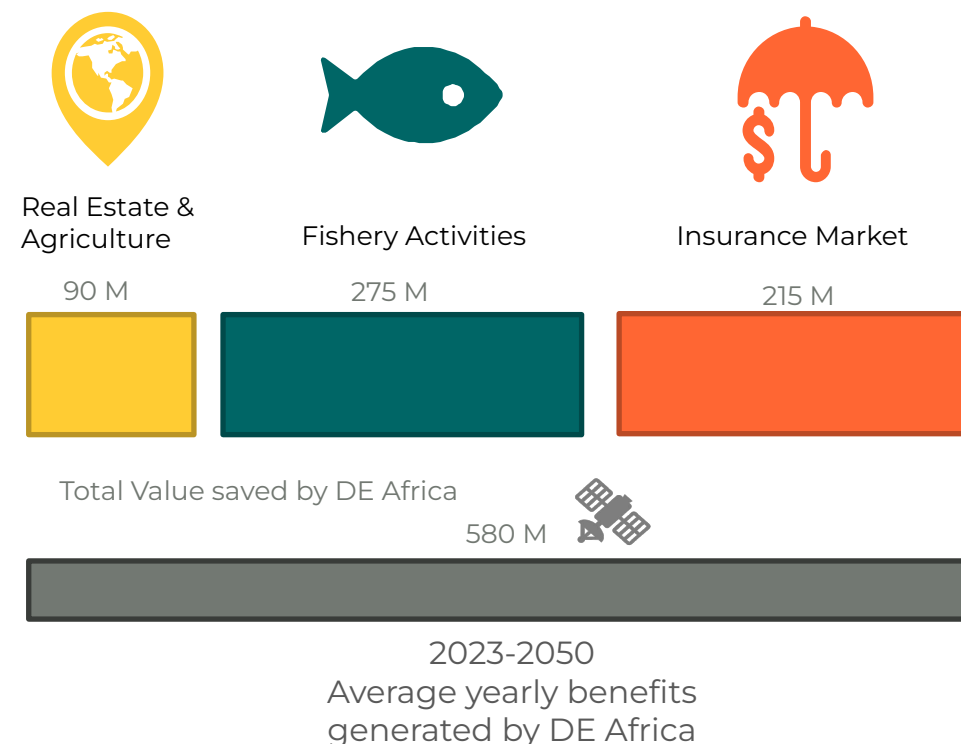 Real Estate &
Agriculture
Fishery Activities
Insurance Market
90 M
275 M
215 M
Total Value saved by DE Africa
580 M
2023-2050
Average yearly benefits
generated by DE Africa